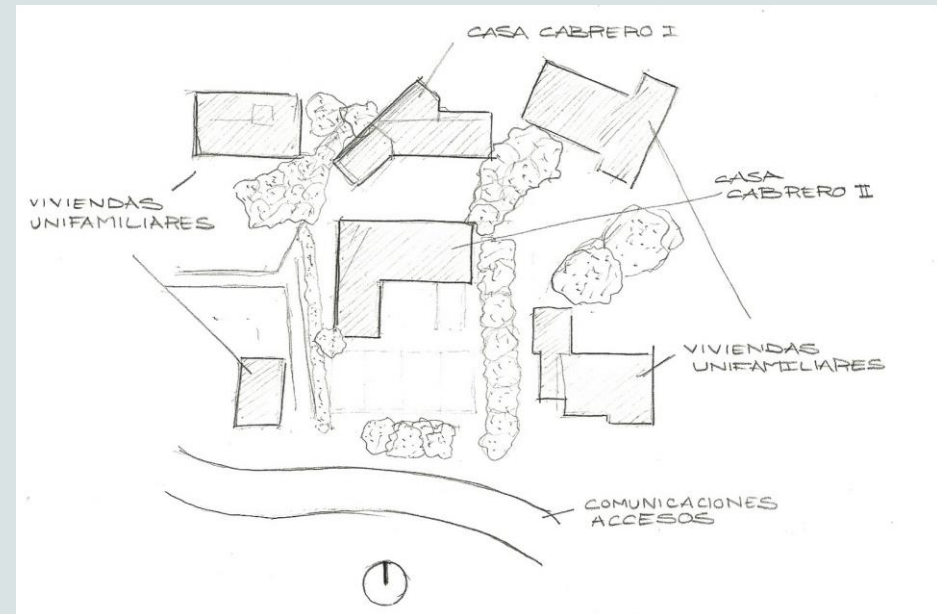 CASA CABRERO I
CASA
CABRERO II
VIVIENDAS
UNIFAMILIARES
VIVIENDAS
UNIFAMILIARES
COMUNICACIONES
ACCESOS